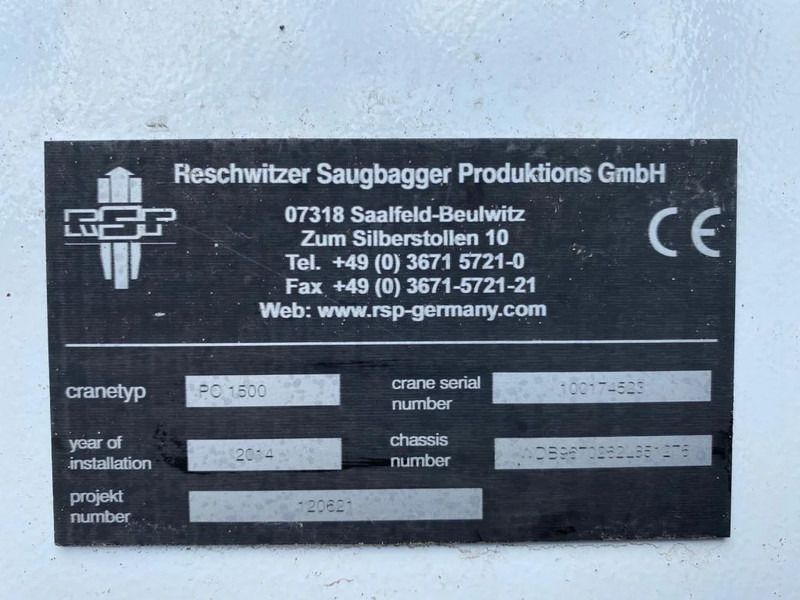 Reschwitzer Saugbagger Produktions GmbH
RSP
07318 Saalfeld-Beulwitz
Zum Silberstollen 10
Tel. +49 (0) 3671 5721-0
Fax +49 (0) 3671-5721-21
Web: www.rsp-germany.com
CE
cranetyp PC 1500
crane serial number 100174523
year of installation 2014
chassis number
projekt number 120621